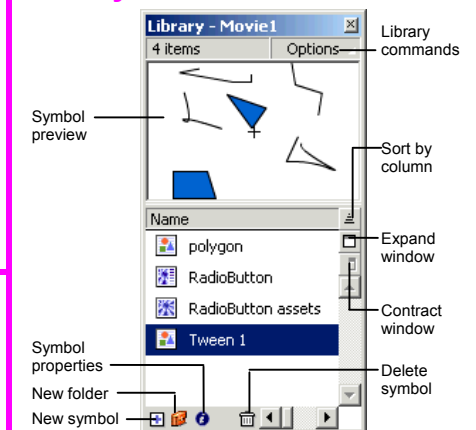 Library - Movie1
4 items
Options
Library
commands
Symbol
preview
Sort by
column
Name
polygon
Expand
window
RadioButton
RadioButton assets
Contract
window
Tween 1
Symbol
properties
Delete
symbol
New folder
New symbol